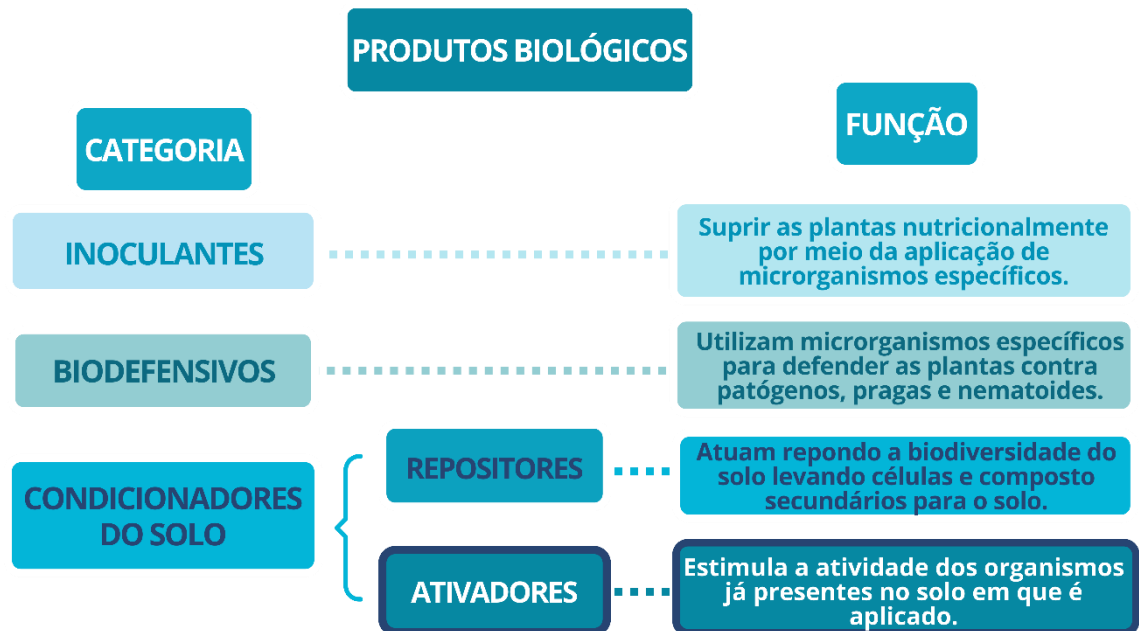 PRODUTOS BIOLÓGICOS
CATEGORIA
FUNÇÃO
INOCULANTES
Suprir as plantas nutricionalmente
por meio da aplicação de
microrganismos específicos.
BIODEFENSIVOS
Utilizam microrganismos específicos
para defender as plantas contra
patógenos, pragas e nematoides.
CONDICIONADORES
DO SOLO
REPOSITORES
Atuam repondo a biodiversidade do
solo levando células e composto
secundários para o solo.
ATIVADORES
Estimula a atividade dos organismos
já presentes no solo em que é
aplicado.